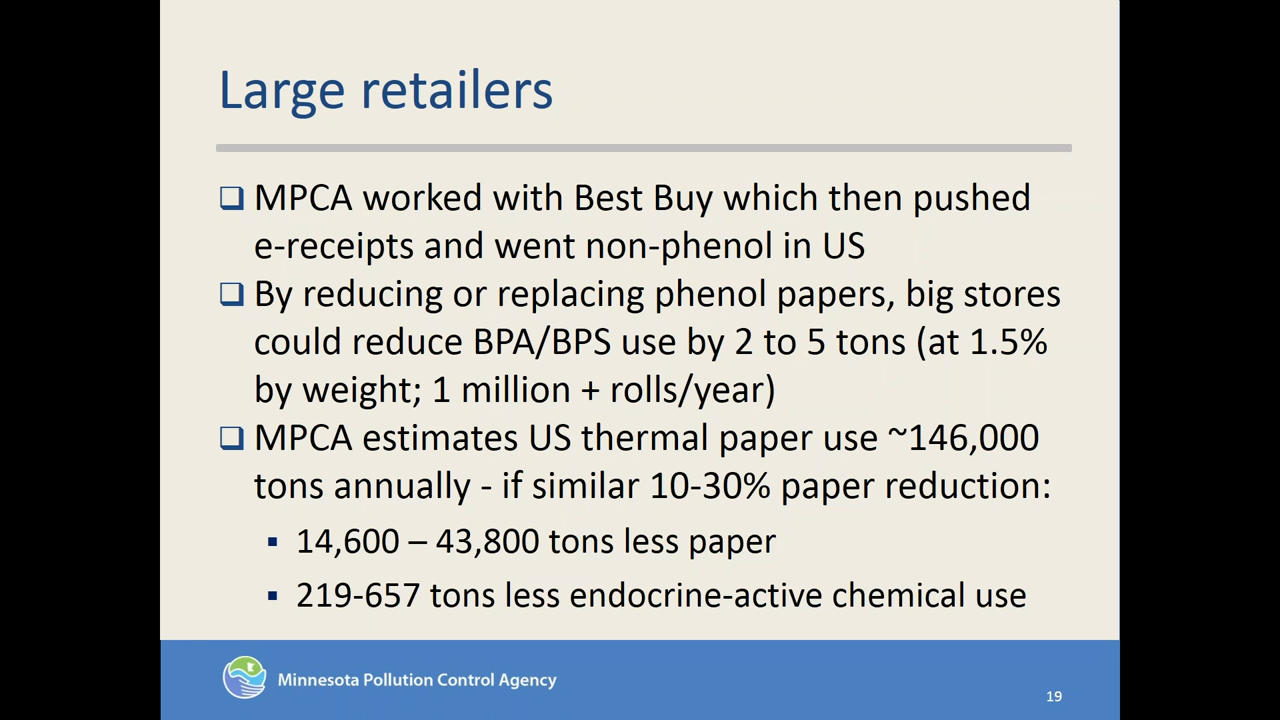 Large retailers
❑ MPCA worked with Best Buy which then pushed
e-receipts and went non-phenol in US
❑ By reducing or replacing phenol papers, big stores
could reduce BPA/BPS use by 2 to 5 tons (at 1.5%
by weight; 1 million + rolls/year)
❑ MPCA estimates US thermal paper use ~146,000
tons annually - if similar 10-30% paper reduction:
▪ 14,600 – 43,800 tons less paper
▪ 219-657 tons less endocrine-active chemical use
Minnesota Pollution Control Agency
19